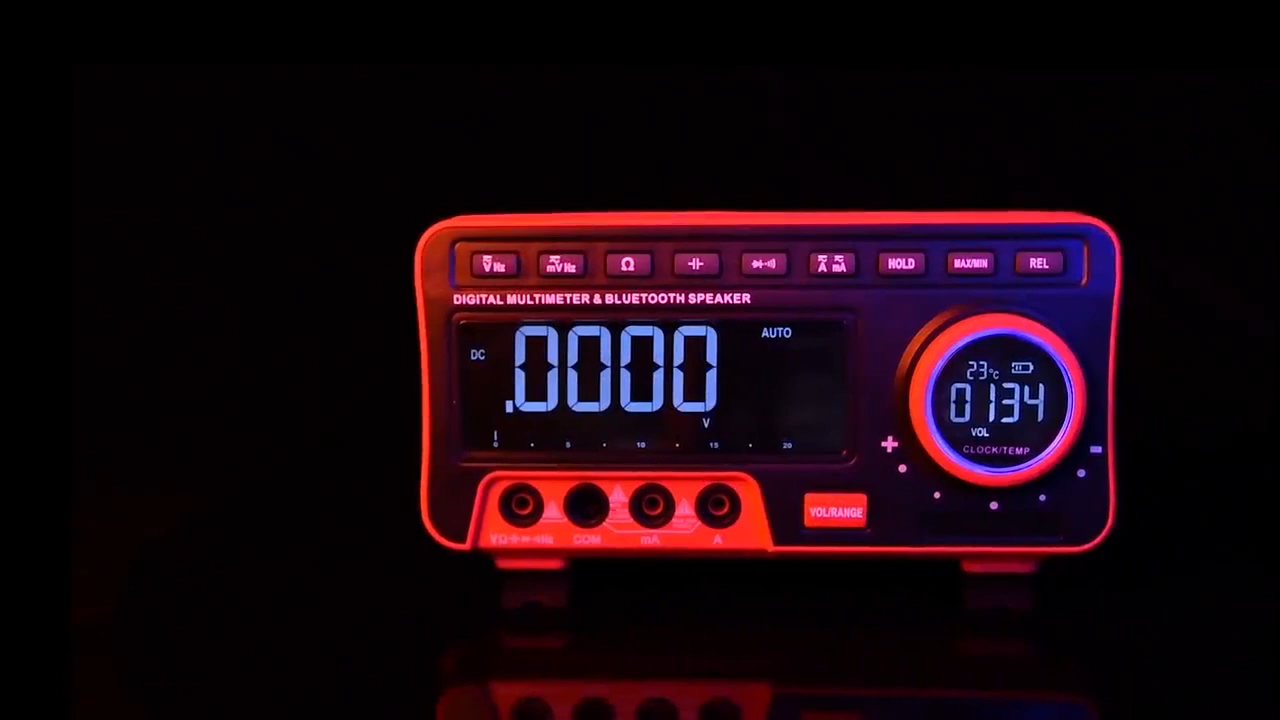 V Hz mV Hz Ω A mA HOLD MAX/MIN REL
DIGITAL MULTIMETER & BLUETOOTH SPEAKER
DC .0000 AUTO
V
0 5 10 15 20
23°C
0134
VOL
CLOCK/TEMP
+ -
VOL/RANGE
COM mA A